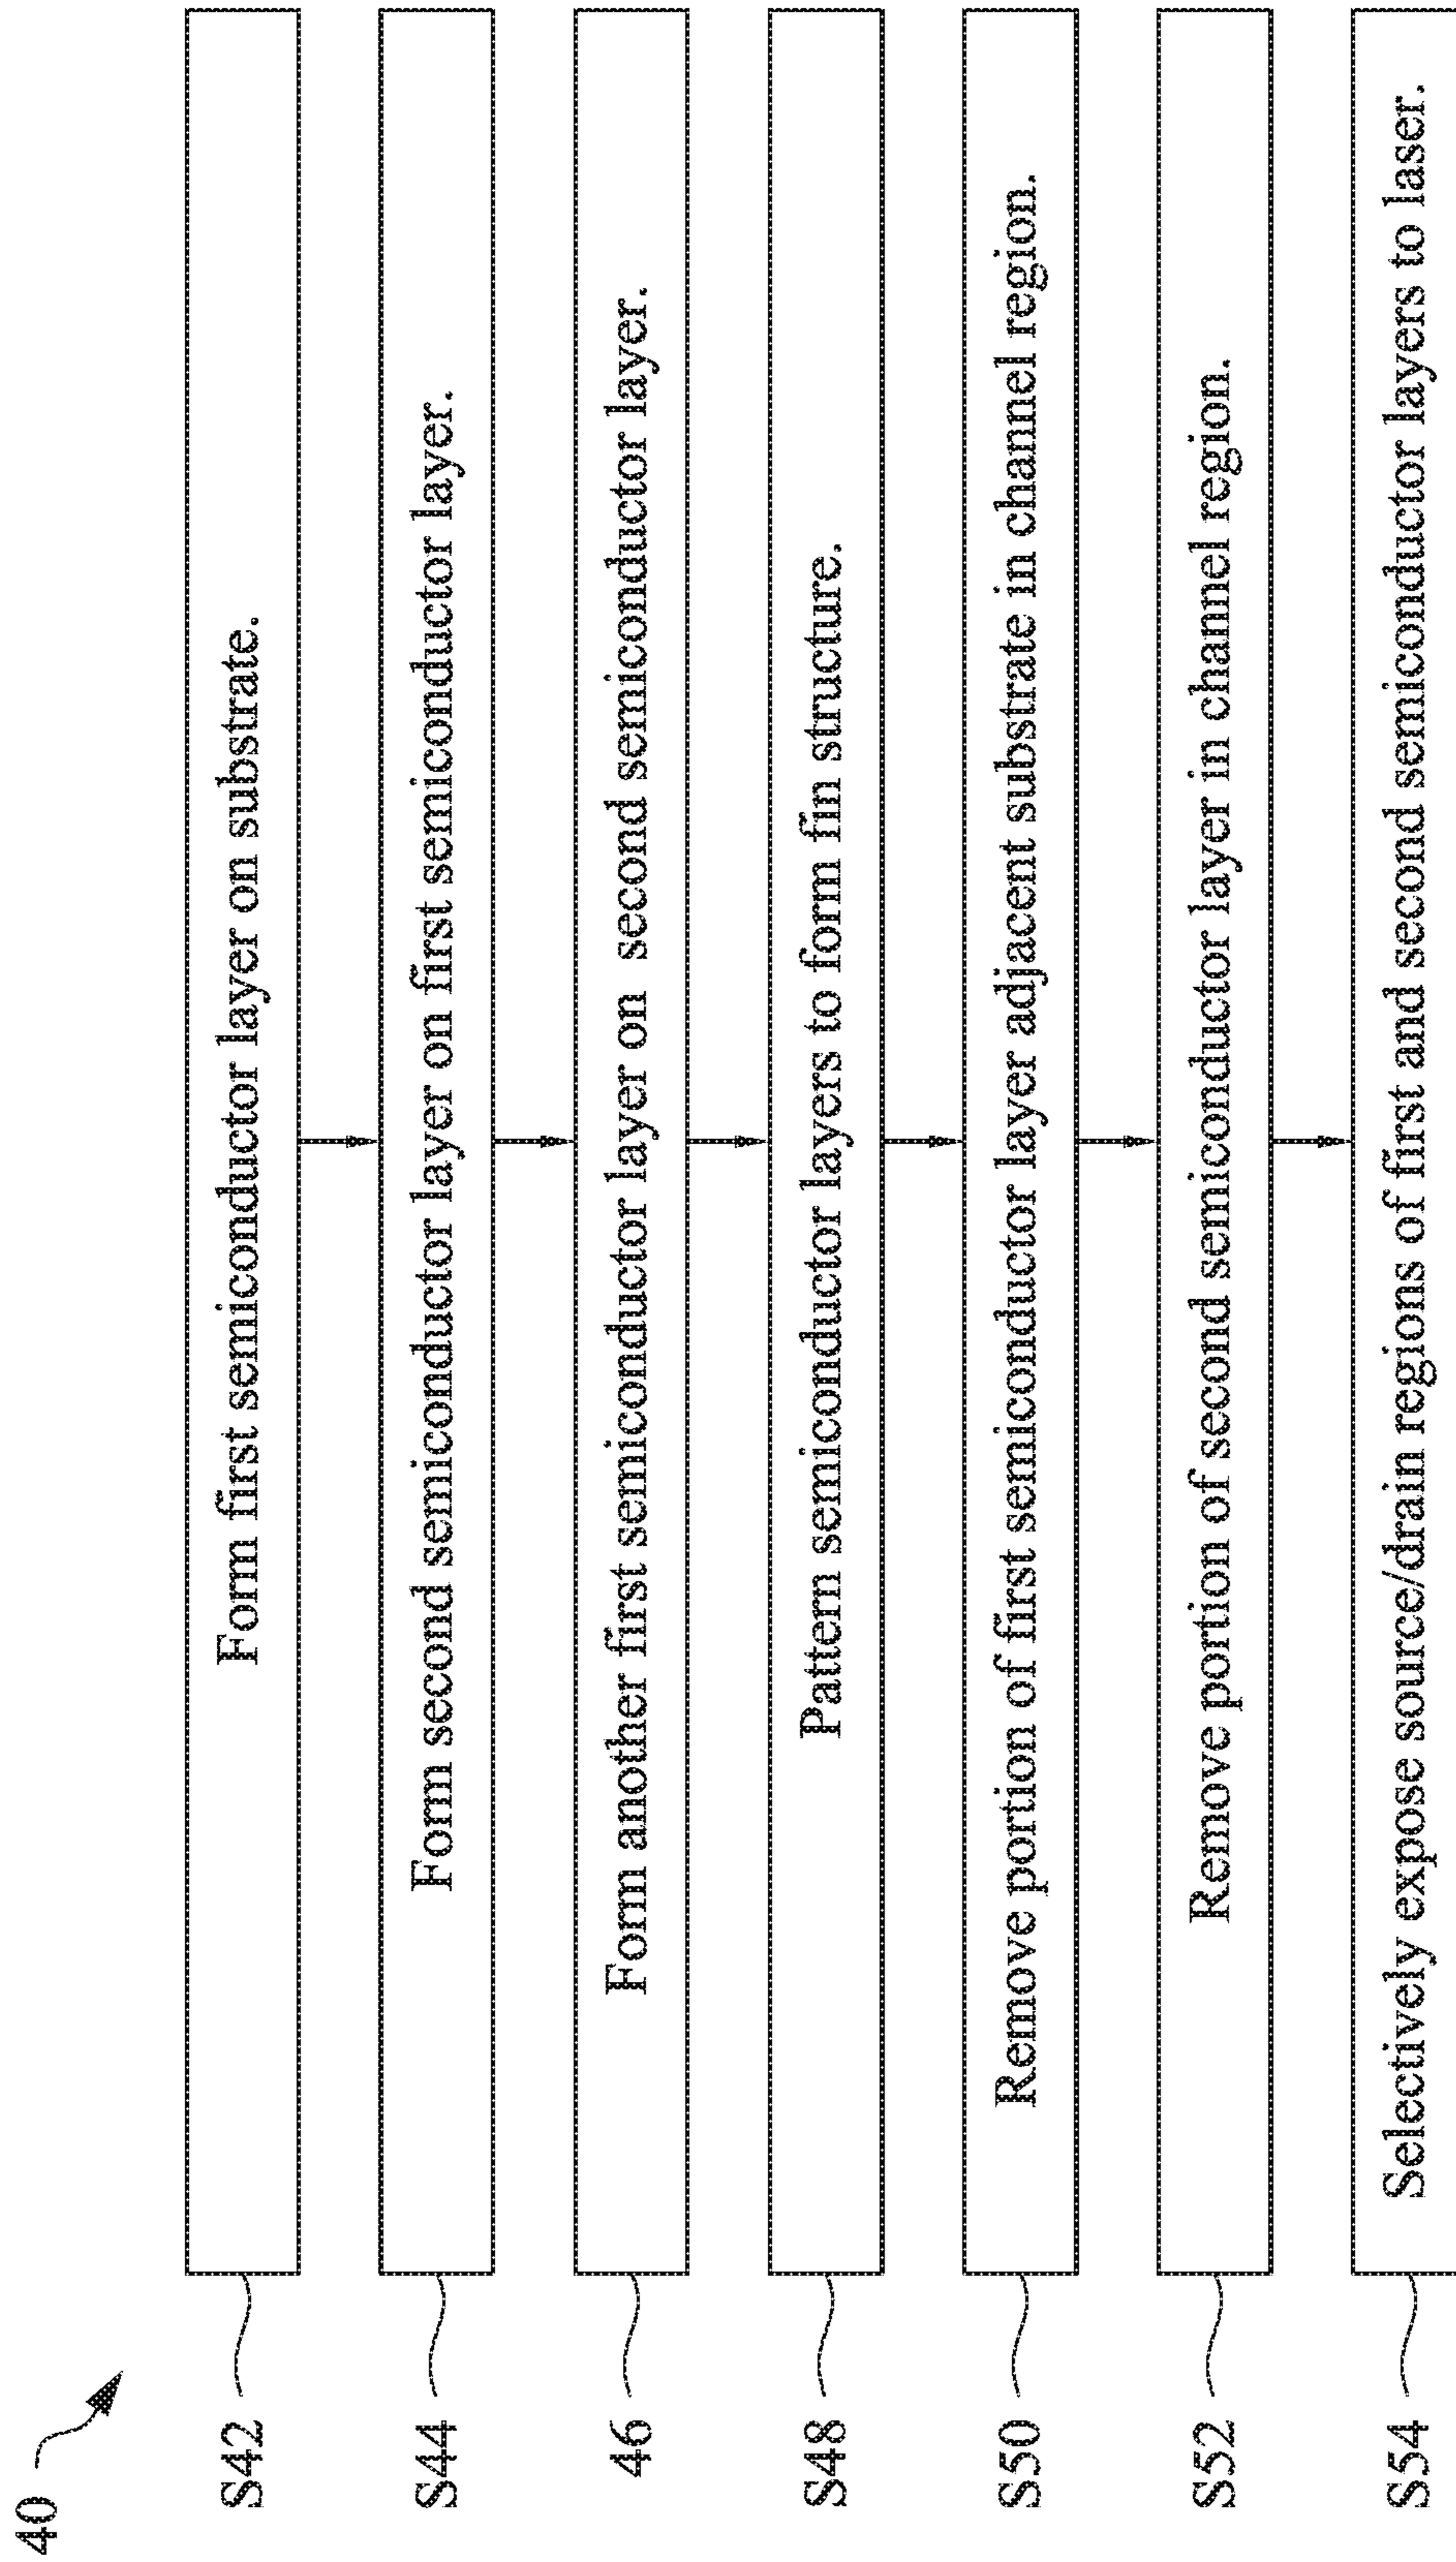 40
S42
Form first semiconductor layer on substrate.
S44
Form second semiconductor layer on first semiconductor layer.
46
Form another first semiconductor layer on second semiconductor layer.
S48
Pattern semiconductor layers to form fin structure.
S50
Remove portion of first semiconductor layer adjacent substrate in channel region.
S52
Remove portion of second semiconductor layer in channel region.
S54
Selectively expose source/drain regions of first and second semiconductor layers to laser.